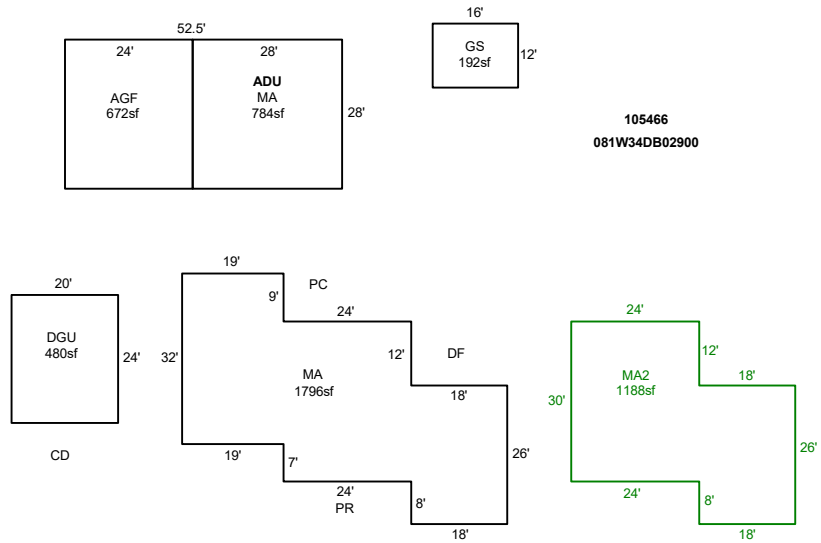 52.5'
24'
28'
AGF
672sf
ADU
MA
784sf
28'
16'
GS
192sf
12'
105466
081W34DB02900
20'
DGU
480sf
24'
CD
19'
9'
PC
24'
32'
12'
DF
MA
1796sf
18'
19'
7'
26'
24'
PR
8'
18'
24'
12'
MA2
1188sf
18'
30'
26'
24'
8'
18'